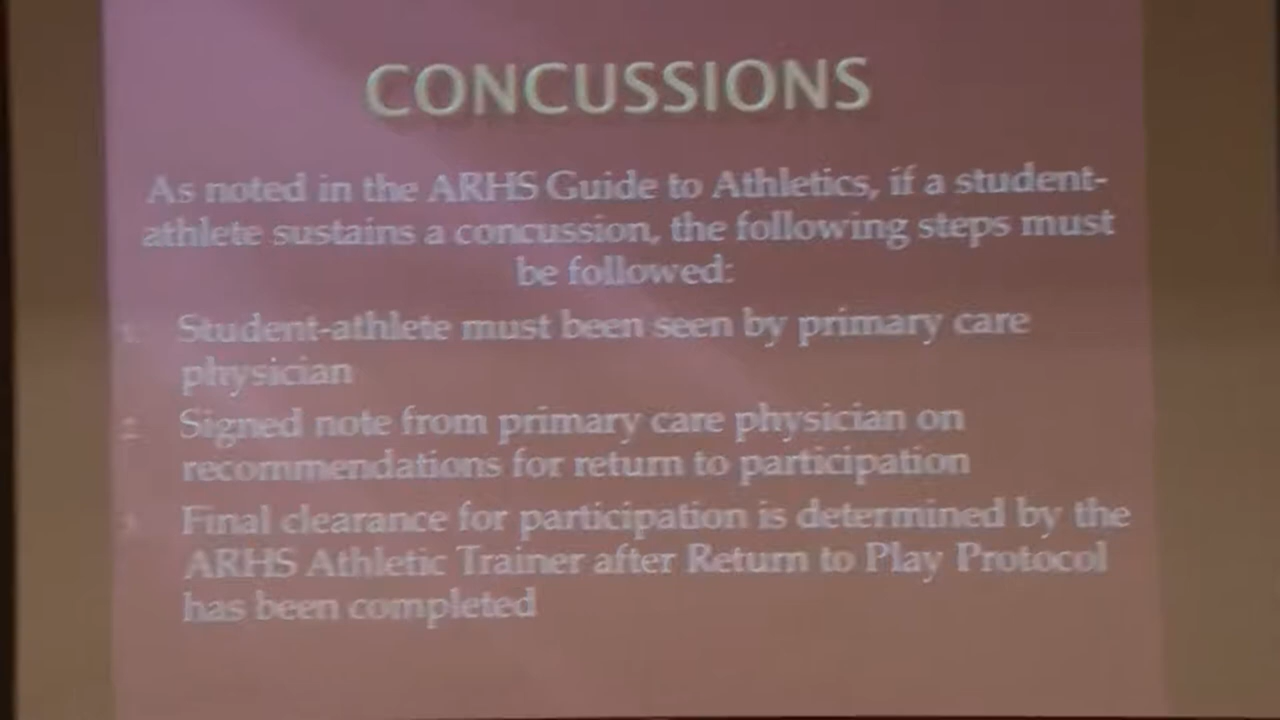 CONCUSSIONS
As noted in the ARHS Guide to Athletics, if a student-
athlete sustains a concussion, the following steps must
be followed:
1. Student-athlete must been seen by primary care
physician
2. Signed note from primary care physician on
recommendations for return to participation
3. Final clearance for participation is determined by the
ARHS Athletic Trainer after Return to Play Protocol
has been completed